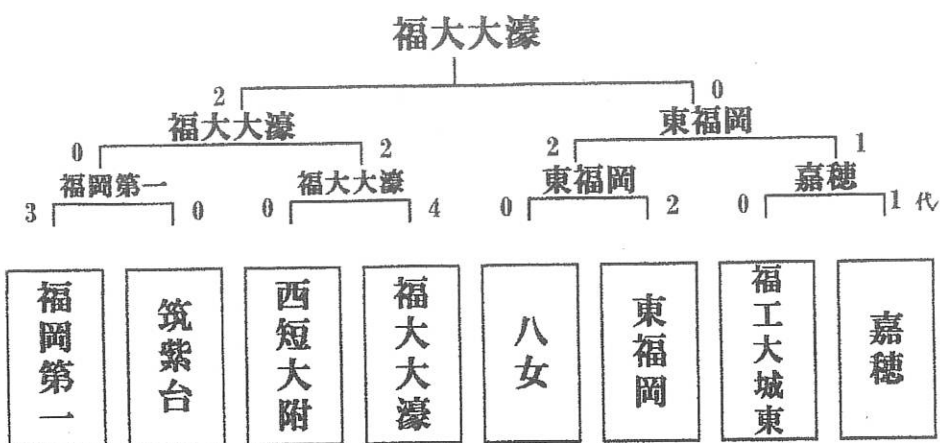 福大大濠
2 0
福大大濠 東福岡
0 2 2 1
福岡第一 福大大濠 東福岡 嘉穂
3 0 0 4 0 2 0 1 代
福岡第一
筑紫台
西短大附
福大大濠
八女
東福岡
福工大城東
嘉穂